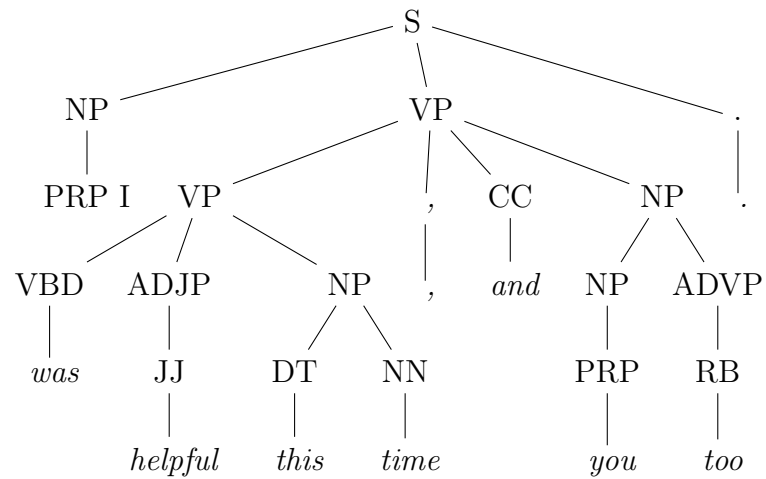 S
NP VP .
PRP I VP , CC NP .
VBD ADJP NP , and NP ADVP
was JJ DT NN PRP RB
helpful this time you too